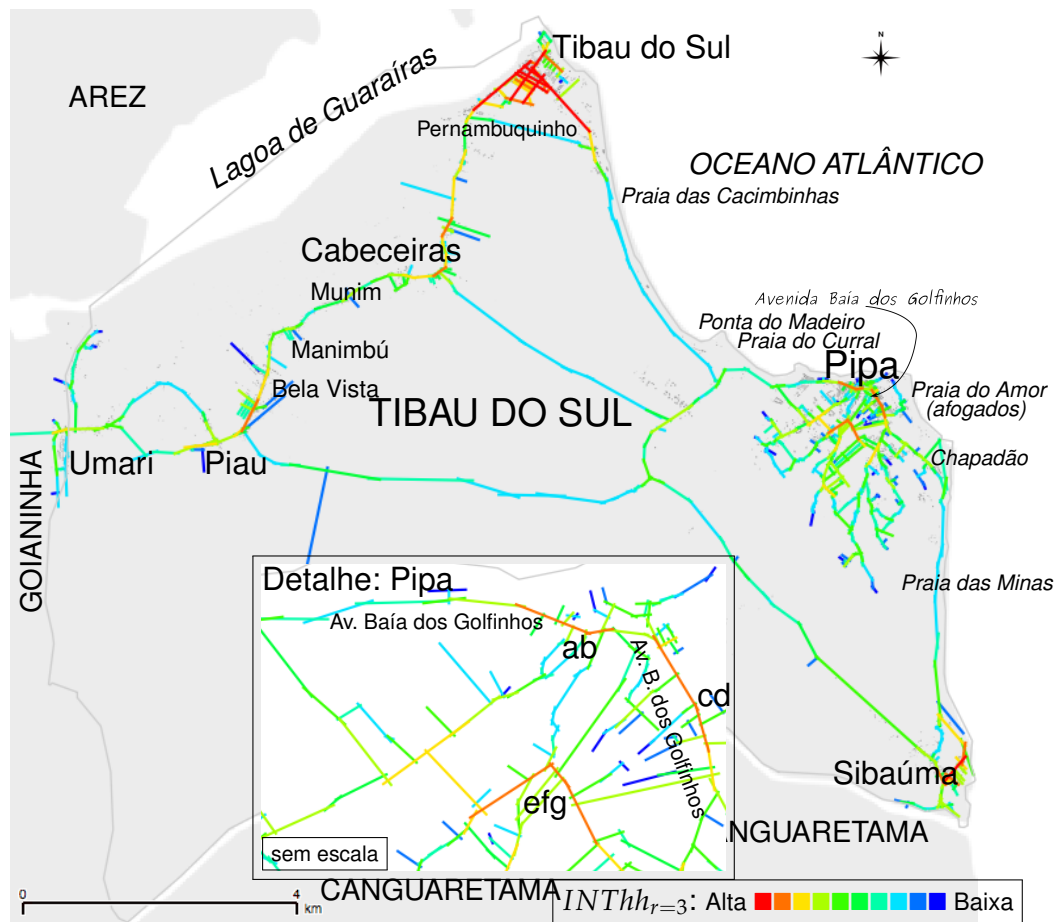 N
Tibau do Sul
AREZ
Lagoa de Guaraíras
Pernambuquinho
OCEANO ATLÂNTICO
Praia das Cacimbinhas
Cabeceiras
Munim
Avenida Baía dos Golfinhos
Ponta do Madeiro
Praia do Curral
Manimbú
Pipa
Bela Vista
Praia do Amor
(afogados)
TIBAU DO SUL
Umari
Piau
Chapadão
GOIANINHA
Detalhe: Pipa
Praia das Minas
Av. Baía dos Golfinhos
ab
Av. B. dos Golfinhos
cd
efg
Sibaúma
NGUARETAMA
sem escala
CANGUARETAMA
0 4
km
INThh r=3: Alta Baixa